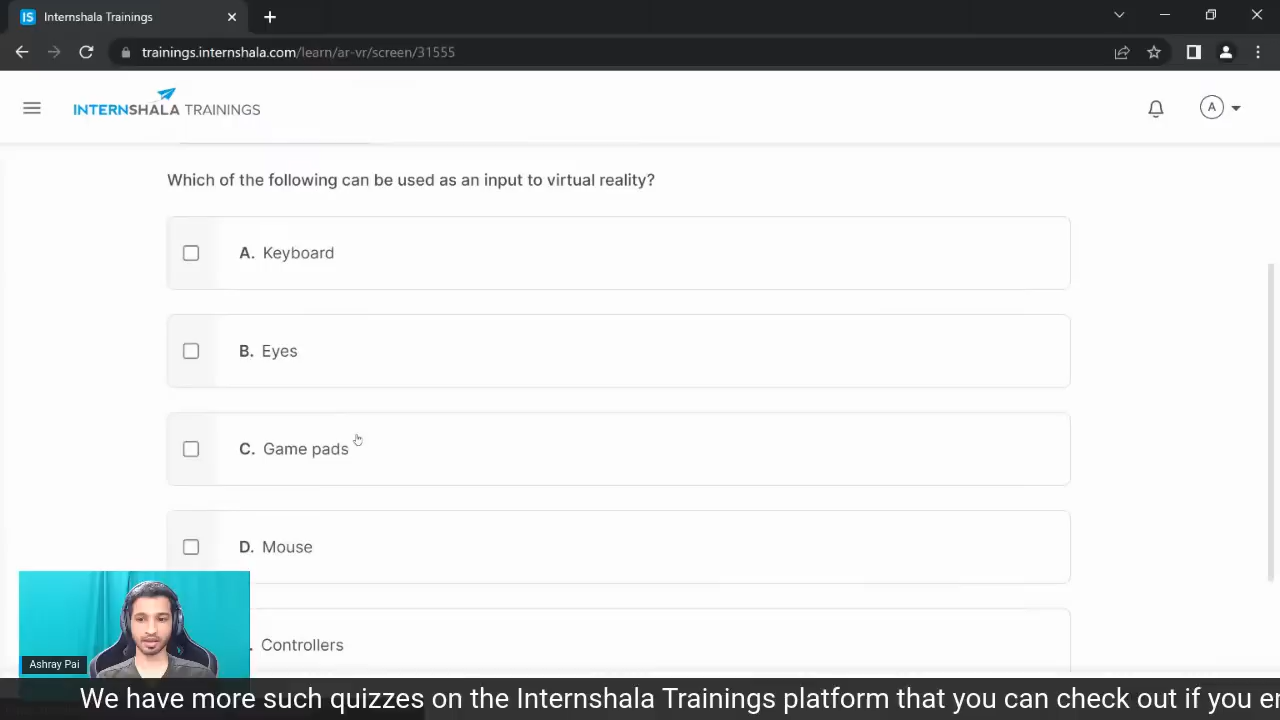 IS Internshala Trainings
trainings.internshala.com/learn/ar-vr/screen/31555
INTERNSHALA TRAININGS
A
Which of the following can be used as an input to virtual reality?
A. Keyboard
B. Eyes
C. Game pads
D. Mouse
Controllers
Ashray Pai
We have more such quizzes on the Internshala Trainings platform that you can check out if you